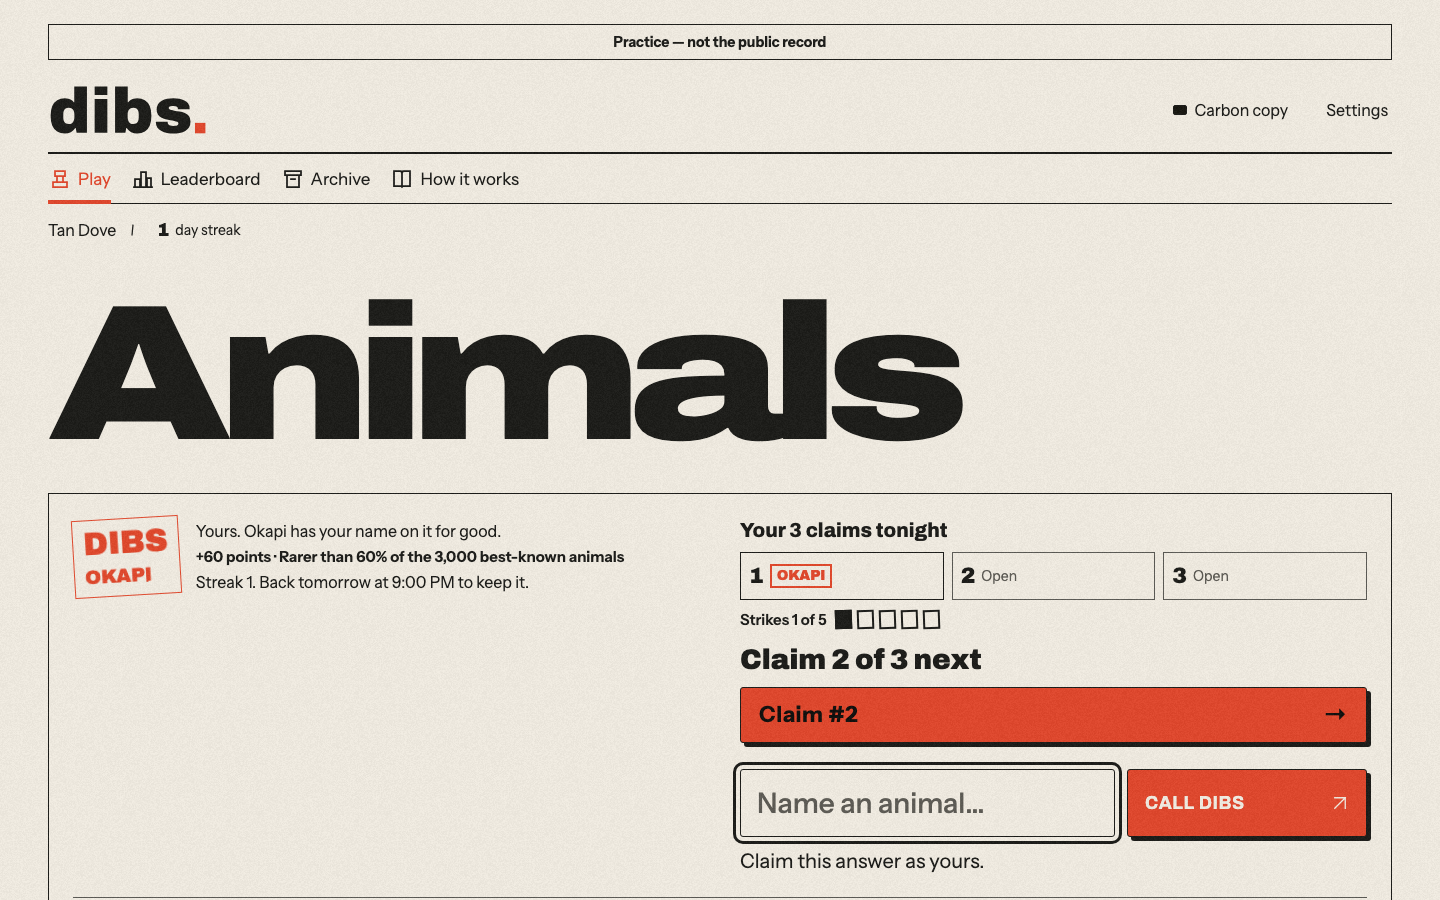 Practice — not the public record
dibs.
Carbon copy
Settings
Play
Leaderboard
Archive
How it works
Tan Dove / 1 day streak
Animals
DIBS
OKAPI
Yours. Okapi has your name on it for good.
+60 points · Rarer than 60% of the 3,000 best-known animals
Streak 1. Back tomorrow at 9:00 PM to keep it.
Your 3 claims tonight
1 OKAPI
2 Open
3 Open
Strikes 1 of 5
Claim 2 of 3 next
Claim #2 →
Name an animal...
CALL DIBS
Claim this answer as yours.